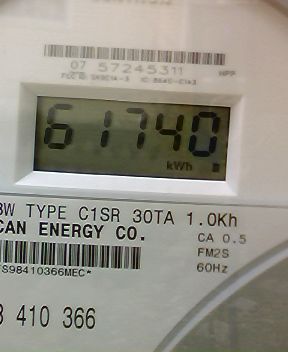 07 57245311 NPP
61740
kWh
3W TYPE C1SR 30TA 1.0Kh
CAN ENERGY CO.
CA 0.5
FM2S
60Hz
S98410366MEC*
410 366